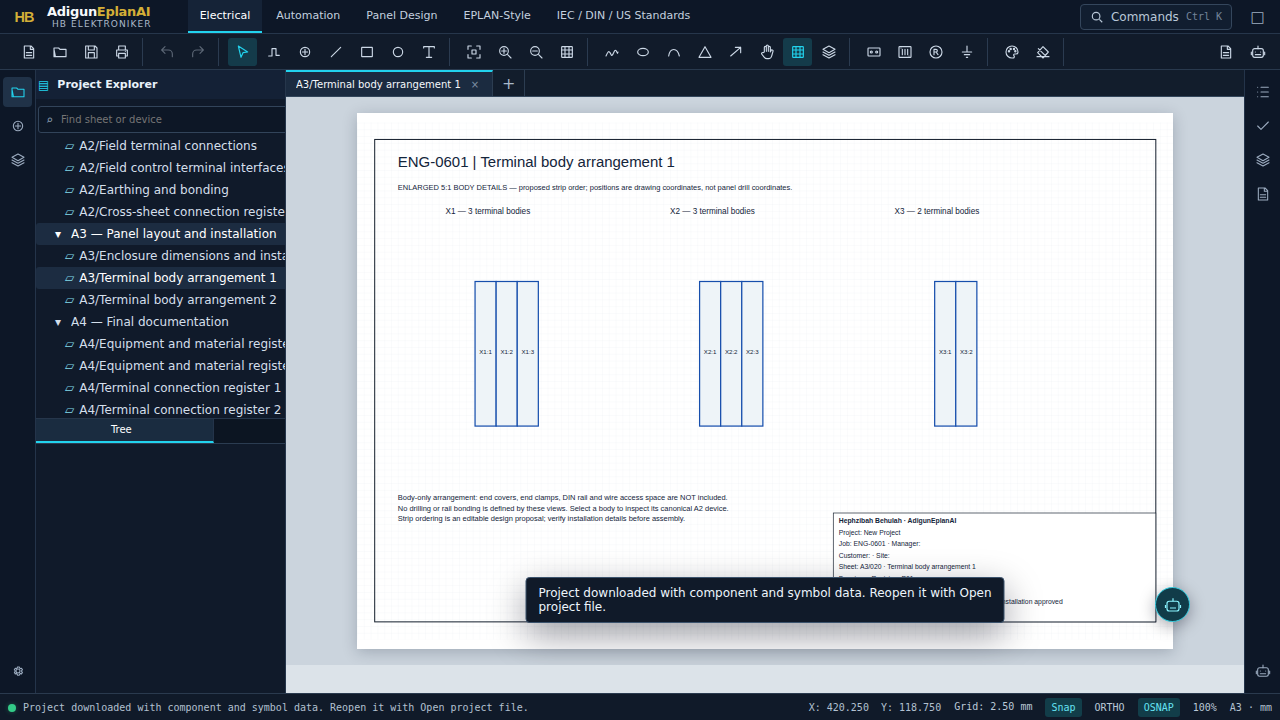 HB AdigunEplanAI
HB ELEKTRONIKER
Electrical Automation Panel Design EPLAN-Style IEC / DIN / US Standards
Commands Ctrl K
Project Explorer
Find sheet or device
A2/Field terminal connections
A2/Field control terminal interfaces
A2/Earthing and bonding
A2/Cross-sheet connection registe
A3 — Panel layout and installation
A3/Enclosure dimensions and insta
A3/Terminal body arrangement 1
A3/Terminal body arrangement 2
A4 — Final documentation
A4/Equipment and material registe
A4/Equipment and material registe
A4/Terminal connection register 1
A4/Terminal connection register 2
Tree
A3/Terminal body arrangement 1 × +
ENG-0601 | Terminal body arrangement 1
ENLARGED 5:1 BODY DETAILS — proposed strip order; positions are drawing coordinates, not panel drill coordinates.
X1 — 3 terminal bodies X2 — 3 terminal bodies X3 — 2 terminal bodies
X1:1 X1:2 X1:3 X2:1 X2:2 X2:3 X3:1 X3:2
Body-only arrangement: end covers, end clamps, DIN rail and wire access space are NOT included.
No drilling or rail bonding is defined by these views. Select a body to inspect its canonical A2 device.
Strip ordering is an editable design proposal; verify installation details before assembly.
Hephzibah Behulah · AdigunEplanAI
Project: New Project
Job: ENG-0601 · Manager:
Customer: · Site:
Sheet: A3/020 · Terminal body arrangement 1
nstallation approved
Project downloaded with component and symbol data. Reopen it with Open
project file.
Project downloaded with component and symbol data. Reopen it with Open project file.
X: 420.250 Y: 118.750 Grid: 2.50 mm Snap ORTHO OSNAP 100% A3 · mm